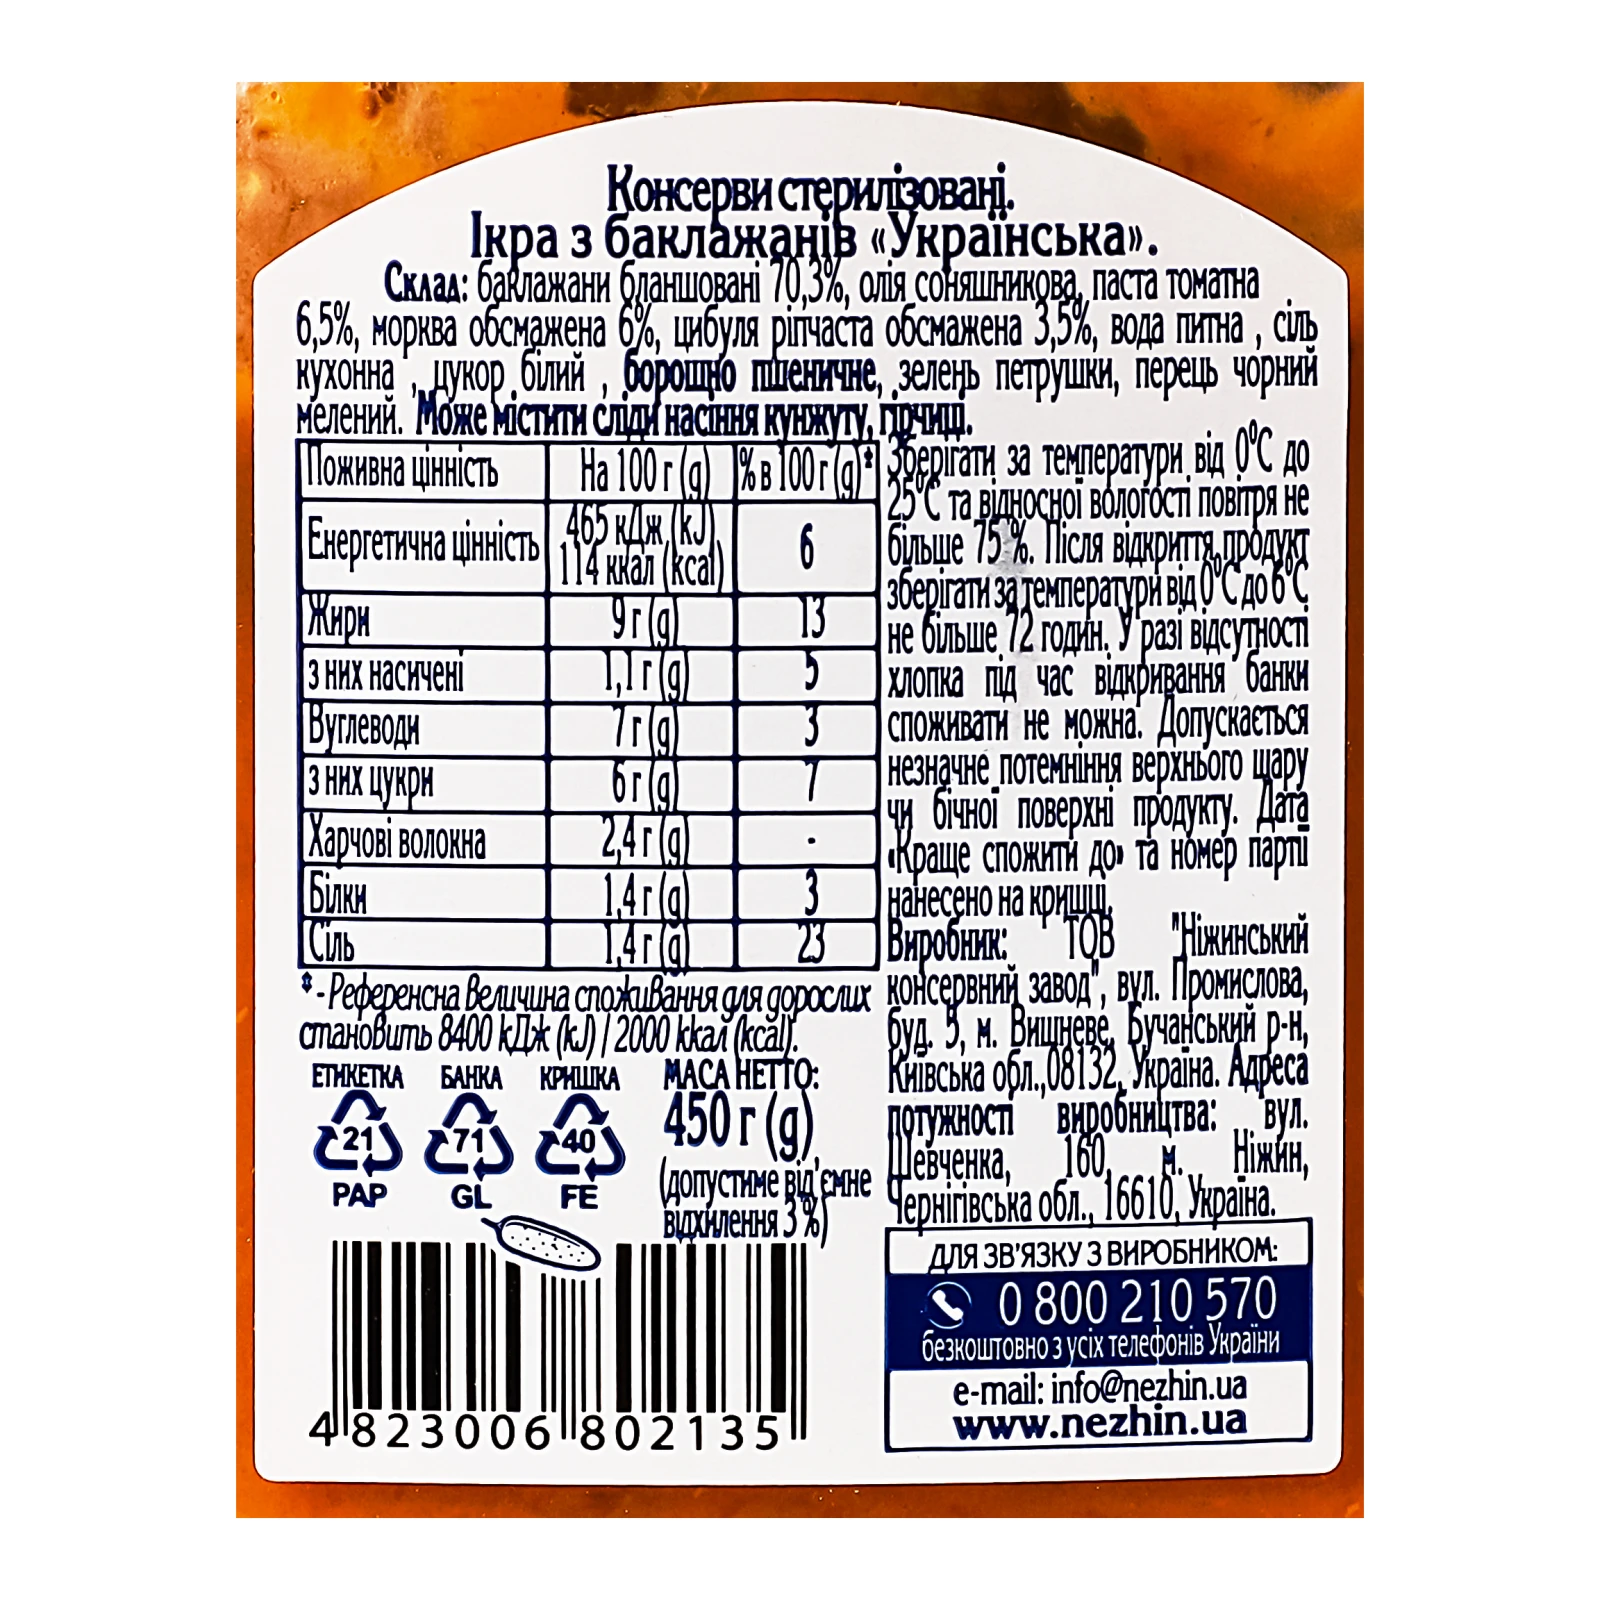 Консерви стерилізовані.
Ікра з баклажанів «Українська».
Склад: баклажани бланшовані 70,3%, олія соняшникова, паста томатна
6,5%, морква обсмажена 6%, цибуля ріпчаста обсмажена 3,5%, вода питна , сіль
кухонна , цукор білий , борошно пшеничне, зелень петрушки, перець чорний
мелений. Може містити сліди насіння кунжуту, гірчиці.
Поживна цінність На 100 г (g) % в 100 г (g)*
Енергетична цінність 465 кДж (kJ) 114 ккал (kcal) 6
Жири 9 г (g) 13
з них насичені 1,1 г (g) 5
Вуглеводи 7 г (g) 3
з них цукри 6 г (g) 7
Харчові волокна 2,4 г (g) -
Білки 1,4 г (g) 3
Сіль 1,4 г (g) 23
* - Референсна величина споживання для дорослих
становить 8400 кДж (kJ) / 2000 ккал (kcal).
Зберігати за температури від 0°С до
25°С та відносної вологості повітря не
більше 75 %. Після відкриття продукт
зберігати за температури від 0°С до 6°С
не більше 72 годин. У разі відсутності
хлопка під час відкривання банки
споживати не можна. Допускається
незначне потемніння верхнього шару
чи бічної поверхні продукту. Дата
«Краще спожити до» та номер партії
нанесено на кришці.
Виробник: ТОВ "Ніжинський
консервний завод", вул. Промислова,
буд. 5, м. Вишневе, Бучанський р-н,
Київська обл.,08132, Україна. Адреса
потужності виробництва: вул.
Шевченка, 160, м. Ніжин,
Чернігівська обл., 16610, Україна.
ЕТИКЕТКА БАНКА КРИШКА
21 71 40
PAP GL FE
МАСА НЕТТО:
450 г (g)
(допустиме від'ємне
відхилення 3 %)
4 823006 802135
ДЛЯ ЗВ'ЯЗКУ З ВИРОБНИКОМ:
0 800 210 570
безкоштовно з усіх телефонів України
e-mail: info@nezhin.ua
www.nezhin.ua